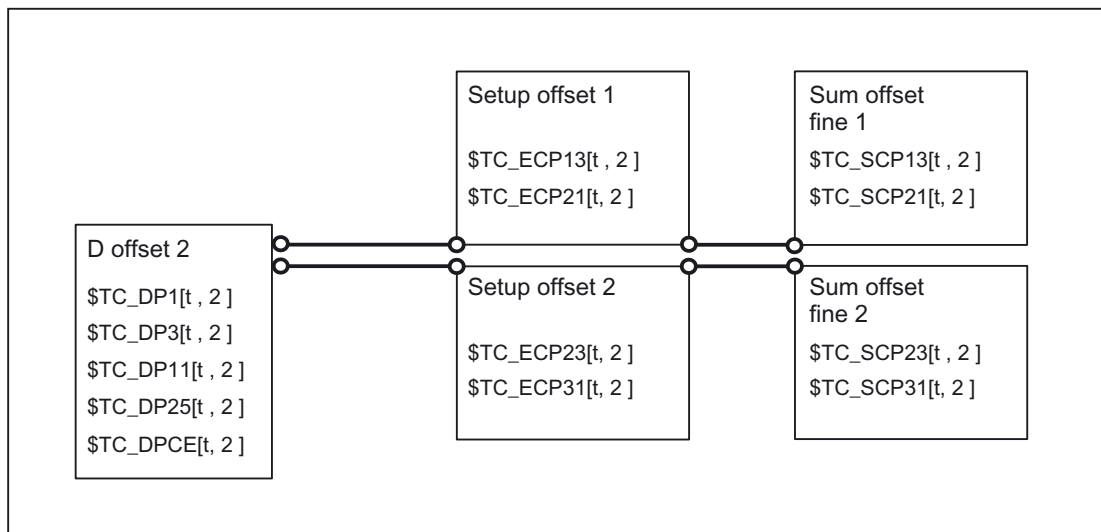 Setup offset 1
$TC_ECP13[t , 2 ]
$TC_ECP21[t, 2 ]
Sum offset
fine 1
$TC_SCP13[t , 2 ]
$TC_SCP21[t, 2 ]
D offset 2
$TC_DP1[t , 2 ]
$TC_DP3[t , 2 ]
$TC_DP11[t , 2 ]
$TC_DP25[t , 2 ]
$TC_DPCE[t, 2 ]
Setup offset 2
$TC_ECP23[t, 2 ]
$TC_ECP31[t, 2 ]
Sum offset
fine 2
$TC_SCP23[t , 2 ]
$TC_SCP31[t, 2 ]